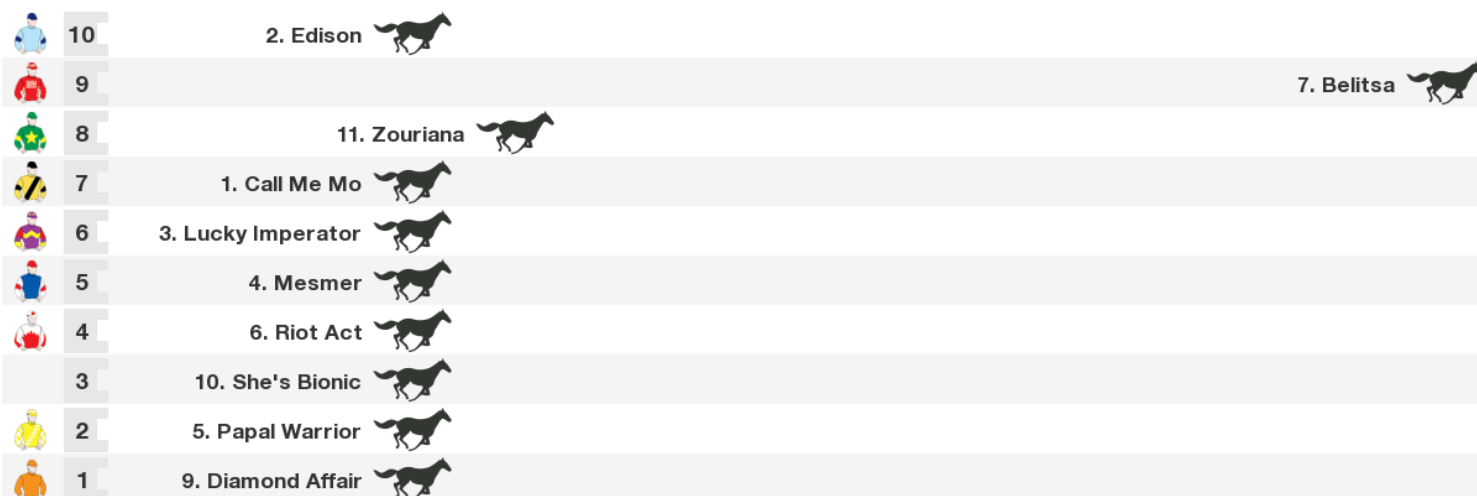 10 2. Edison
9 7. Belitsa
8 11. Zouriana
7 1. Call Me Mo
6 3. Lucky Imperator
5 4. Mesmer
4 6. Riot Act
3 10. She's Bionic
2 5. Papal Warrior
1 9. Diamond Affair